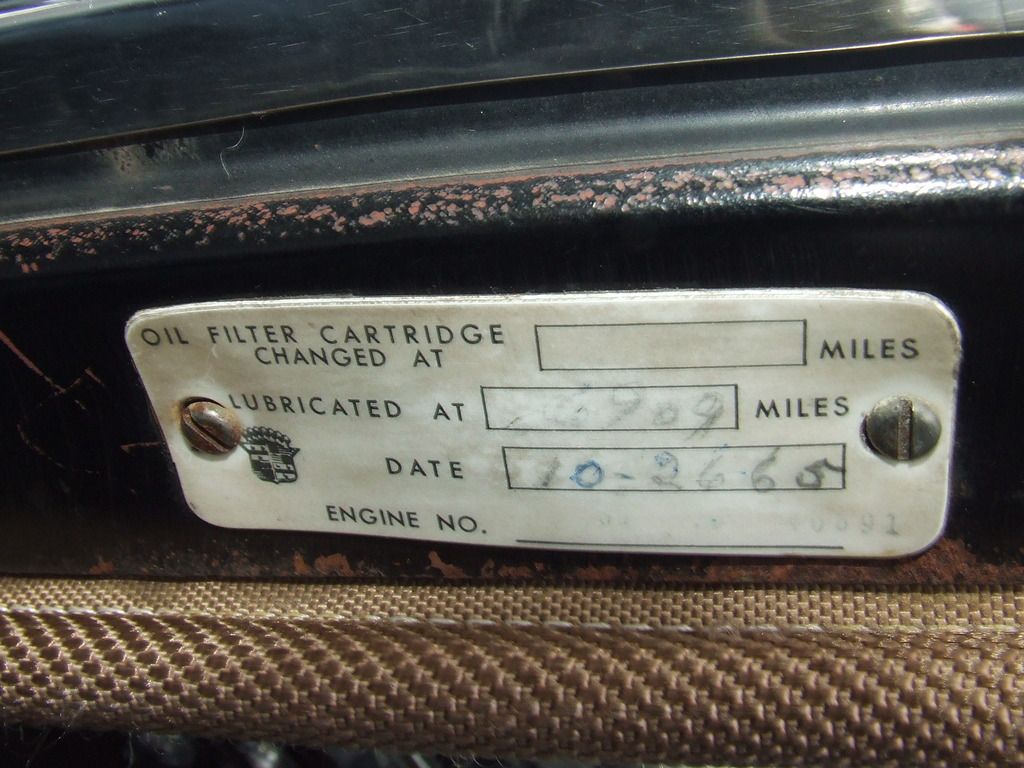 OIL FILTER CARTRIDGE
CHANGED AT MILES
LUBRICATED AT MILES
DATE 10-26-65
ENGINE NO.